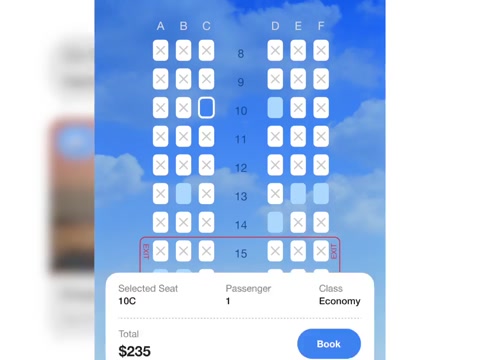 A B C D E F
8
9
10
11
12
13
14
EXIT 15 EXIT
Selected Seat Passenger Class
10C 1 Economy
Total
$235 Book